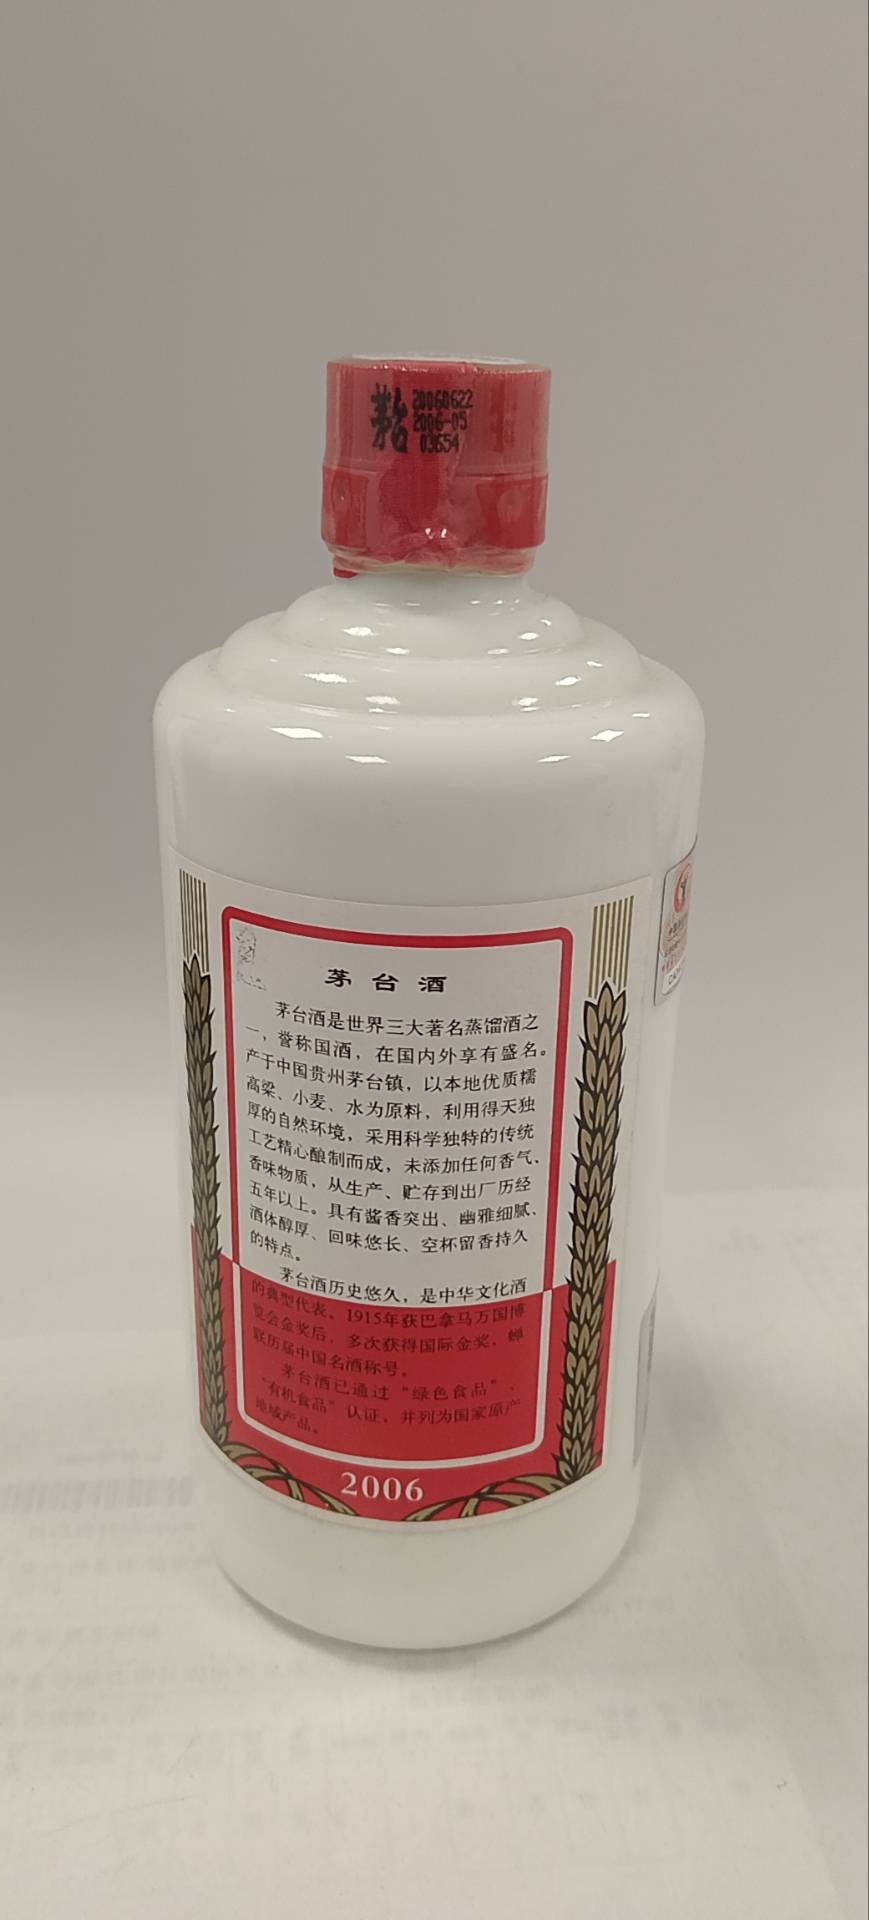 茅台
20060622
2006-05
03654
茅台酒
茅台酒是世界三大著名蒸馏酒之
一，誉称国酒，在国内外享有盛名。
产于中国贵州茅台镇，以本地优质糯
高粱、小麦、水为原料，利用得天独
厚的自然环境，采用科学独特的传统
工艺精心酿制而成，未添加任何香气、
香味物质，从生产、贮存到出厂历经
五年以上。具有酱香突出、幽雅细腻、
酒体醇厚、回味悠长、空杯留香持久
的特点。
茅台酒历史悠久，是中华文化酒
的典型代表。1915年获巴拿马万国博
览会金奖后，多次获得国际金奖，蝉
联历届中国名酒称号。
茅台酒已通过“绿色食品”、
“有机食品”认证，并列为国家原产
地域产品。
2006